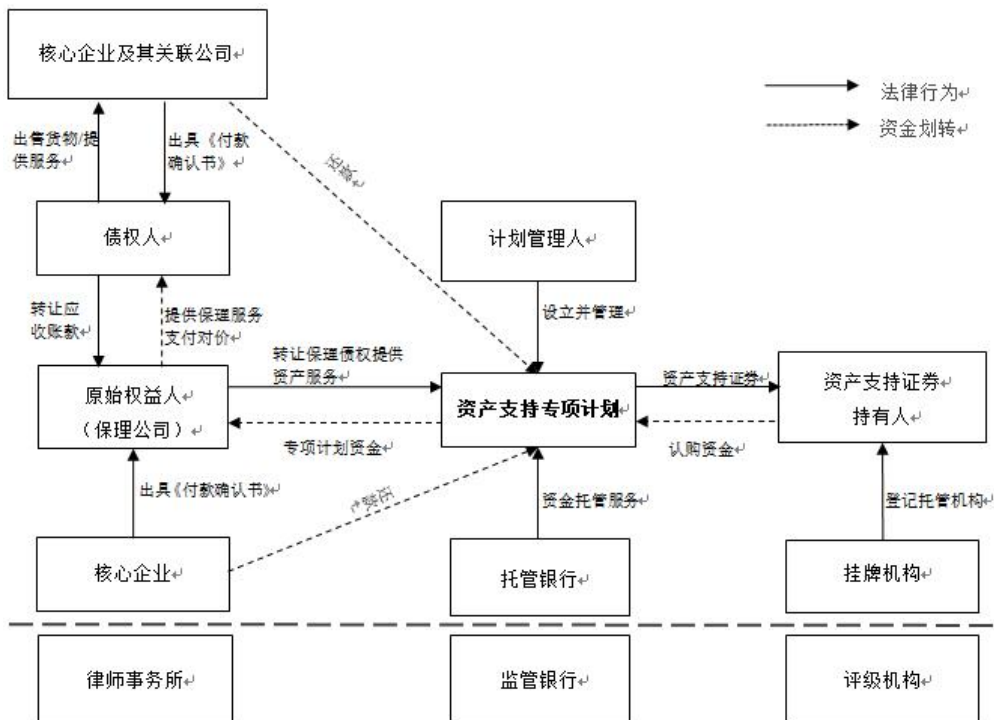 核心企业及其关联公司
法律行为
资金划转
出售货物/提
供服务
出具《付款
确认书》
还款
债权人
计划管理人
转让应
收账款
提供保理服务
支付对价
设立并管理
转让保理债权提供
资产服务
原始权益人
（保理公司）
资产支持专项计划
资产支持证券
资产支持证券
持有人
专项计划资金
认购资金
出具《付款确认书》
还款
资金托管服务
登记托管机构
核心企业
托管银行
挂牌机构
律师事务所
监管银行
评级机构